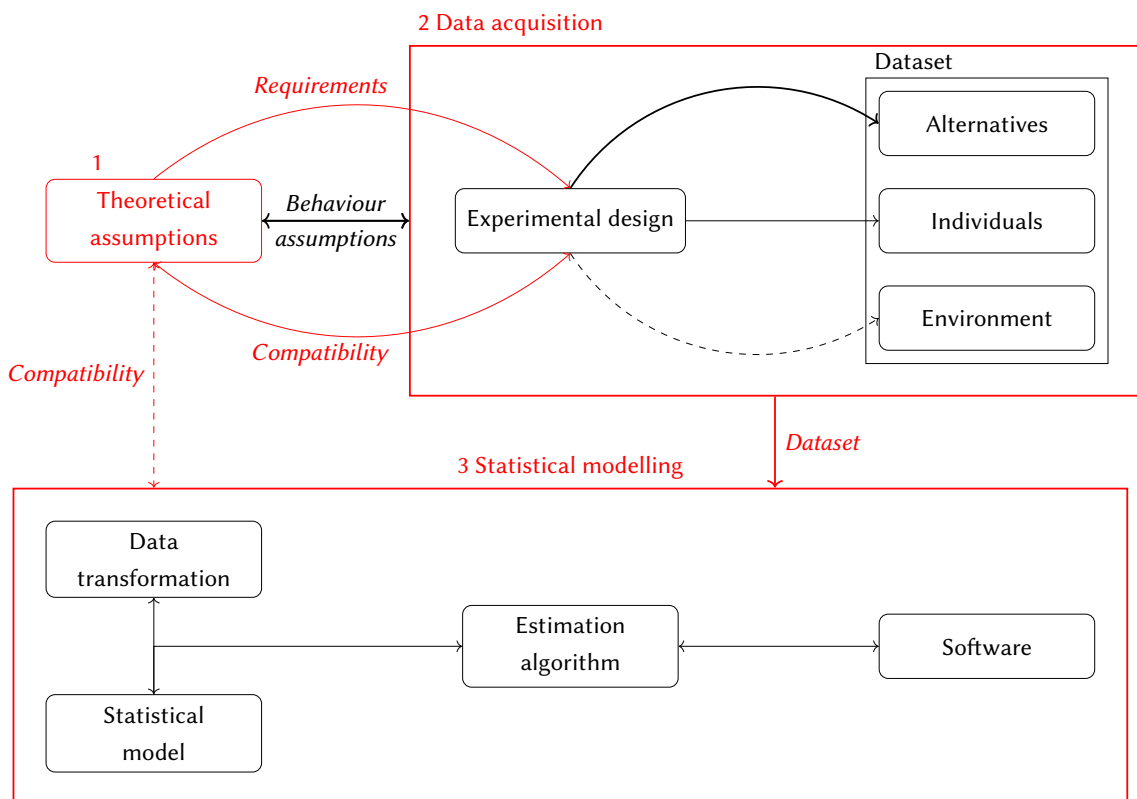 2 Data acquisition
Dataset
Requirements
Alternatives
1
Theoretical
assumptions
Behaviour
assumptions
Experimental design
Individuals
Environment
Compatibility
Compatibility
Dataset
3 Statistical modelling
Data
transformation
Estimation
algorithm
Software
Statistical
model